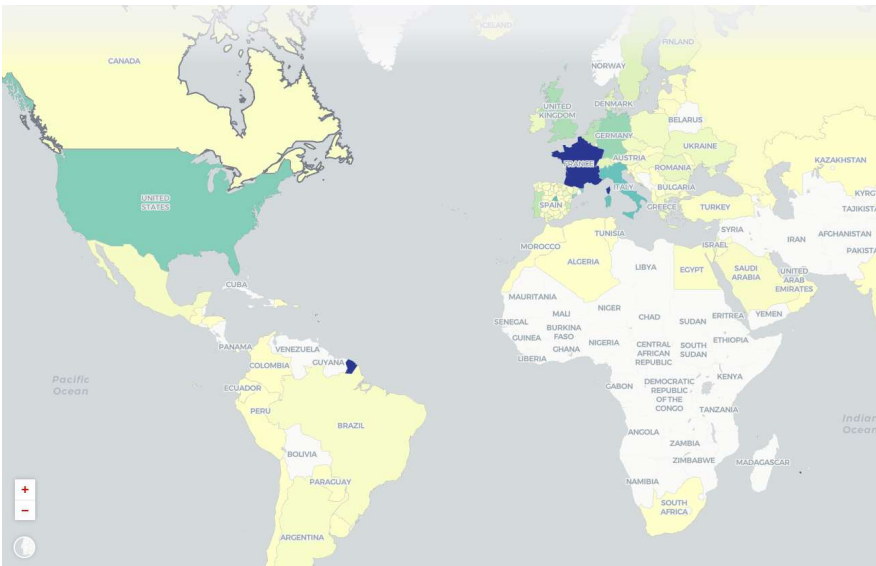 ICELAND
FINLAND
CANADA
NORWAY
UNITED
KINGDOM
DENMARK
BELARUS
GERMANY
UKRAINE
FRANCE
AUSTRIA
KAZAKHSTAN
ROMANIA
ITALY
BULGARIA
UNITED
STATES
SPAIN
GREECE
TURKEY
KYRG
TAJIKISTA
TUNISIA
SYRIA
AFGHANISTAN
MOROCCO
ISRAEL
IRAN
PAKISTA
ALGERIA
LIBYA
EGYPT
SAUDI
ARABIA
UNITED
ARAB
EMIRATES
CUBA
MAURITANIA
MALI
NIGER
CHAD
SUDAN
ERITREA
YEMEN
SENEGAL
BURKINA
FASO
GUINEA
GHANA
NIGERIA
CENTRAL
AFRICAN
REPUBLIC
SOUTH
SUDAN
ETHIOPIA
PANAMA
VENEZUELA
GUYANA
LIBERIA
COLOMBIA
Pacific
Ocean
ECUADOR
GABON
DEMOCRATIC
REPUBLIC
OF THE
CONGO
KENYA
PERU
BRAZIL
TANZANIA
Indian
Ocean
ANGOLA
ZAMBIA
BOLIVIA
ZIMBABWE
MADAGASCAR
PARAGUAY
NAMIBIA
SOUTH
AFRICA
ARGENTINA
+
−